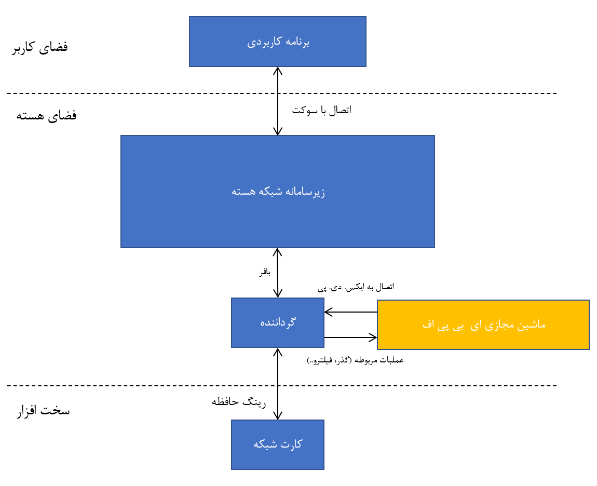 برنامه کاربردی
فضای کاربر
اتصال با سوکت
فضای هسته
زیرسامانه شبکه هسته
بافر
اتصال به ایکس. دی. پی
گرداننده
ماشین مجازی ای بی پی اف
عملیات مربوطه (گذر، فیلترو..)
رینگ حافظه
سخت افزار
کارت شبکه